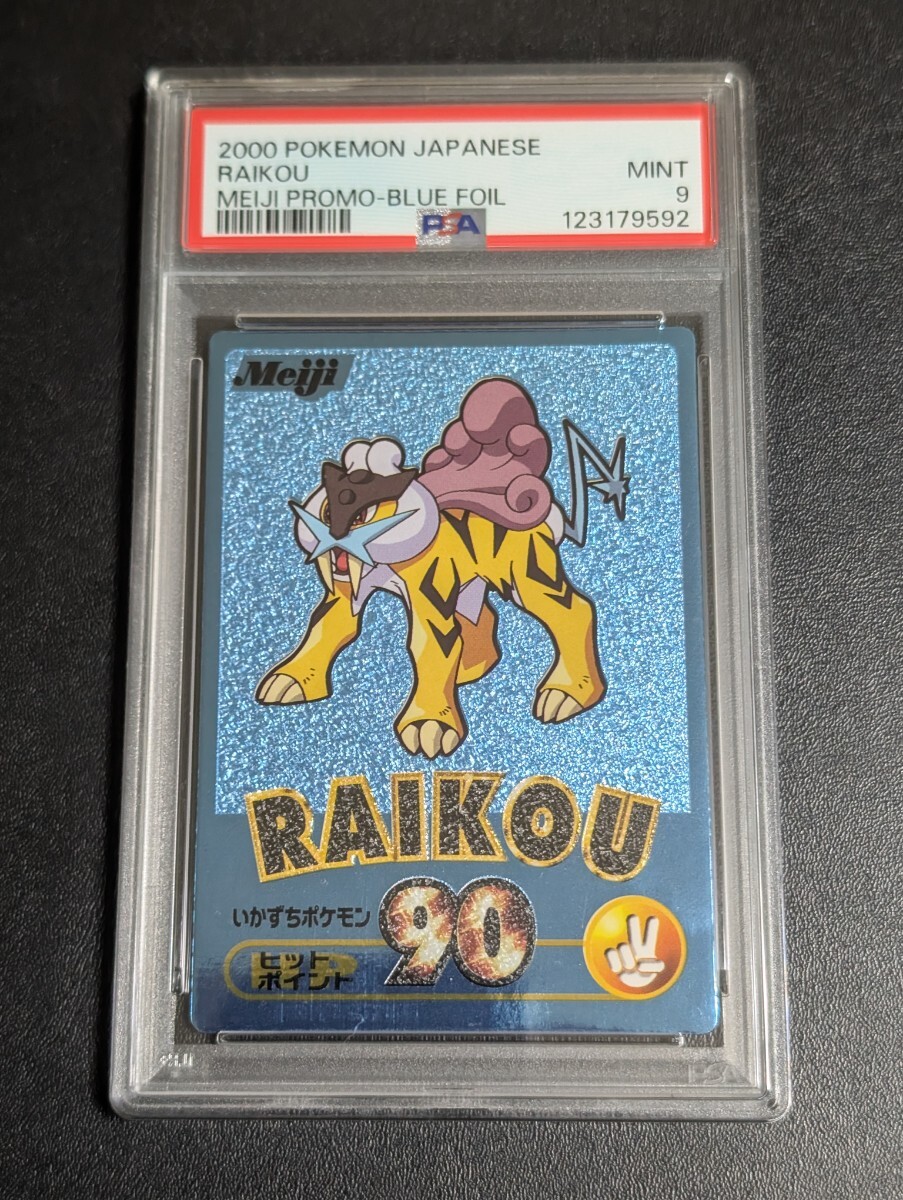 2000 POKEMON JAPANESE
RAIKOU MINT
MEIJI PROMO-BLUE FOIL 9
PSA 123179592
Meiji
RAIKOU
いかずちポケモン 90
ヒット
ポイント